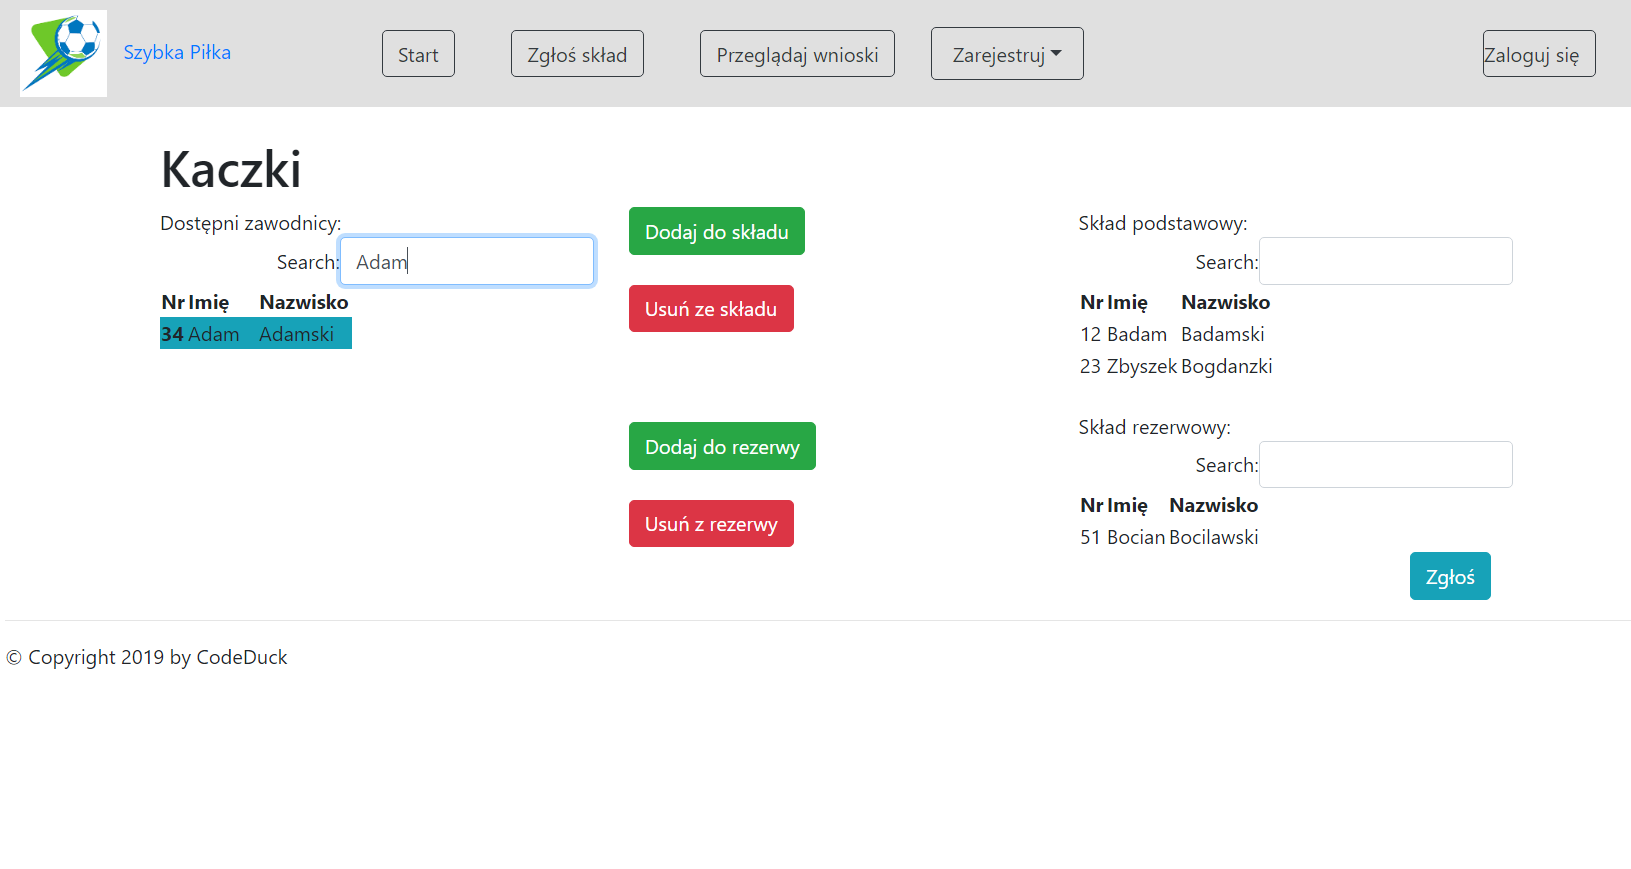 Szybka Piłka
Start
Zgłoś skład
Przeglądaj wnioski
Zarejestruj
Zaloguj się
Kaczki
Dostępni zawodnicy:
Search: Adam
Nr Imię Nazwisko
34 Adam Adamski
Dodaj do składu
Usuń ze składu
Dodaj do rezerwy
Usuń z rezerwy
Skład podstawowy:
Search:
Nr Imię Nazwisko
12 Badam Badamski
23 Zbyszek Bogdanzki
Skład rezerwowy:
Search:
Nr Imię Nazwisko
51 Bocian Bocilawski
Zgłoś
© Copyright 2019 by CodeDuck